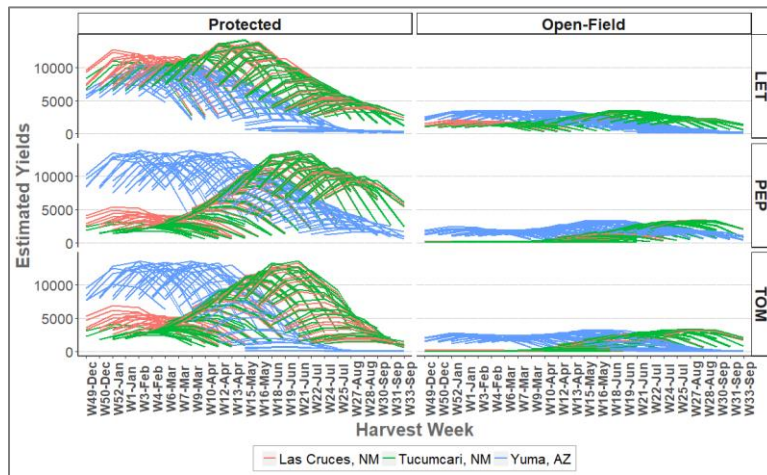 Protected
Open-Field
Estimated Yields
10000
5000
0
LET
10000
5000
0
PEP
10000
5000
0
TOM
W49-Dec
W50-Dec
W52-Jan
W1-Jan
W3-Feb
W4-Feb
W6-Mar
W7-Mar
W9-Mar
W10-Apr
W12-Apr
W13-Apr
W15-May
W16-May
W18-Jun
W19-Jun
W21-Jun
W22-Jul
W24-Jul
W25-Jul
W27-Aug
W28-Aug
W30-Sep
W31-Sep
W33-Sep
W49-Dec
W50-Dec
W52-Jan
W1-Jan
W3-Feb
W4-Feb
W6-Mar
W7-Mar
W9-Mar
W10-Apr
W12-Apr
W13-Apr
W15-May
W16-May
W18-Jun
W19-Jun
W21-Jun
W22-Jul
W24-Jul
W25-Jul
W27-Aug
W28-Aug
W30-Sep
W31-Sep
W33-Sep
Harvest Week
Las Cruces, NM
Tucumcari, NM
Yuma, AZ